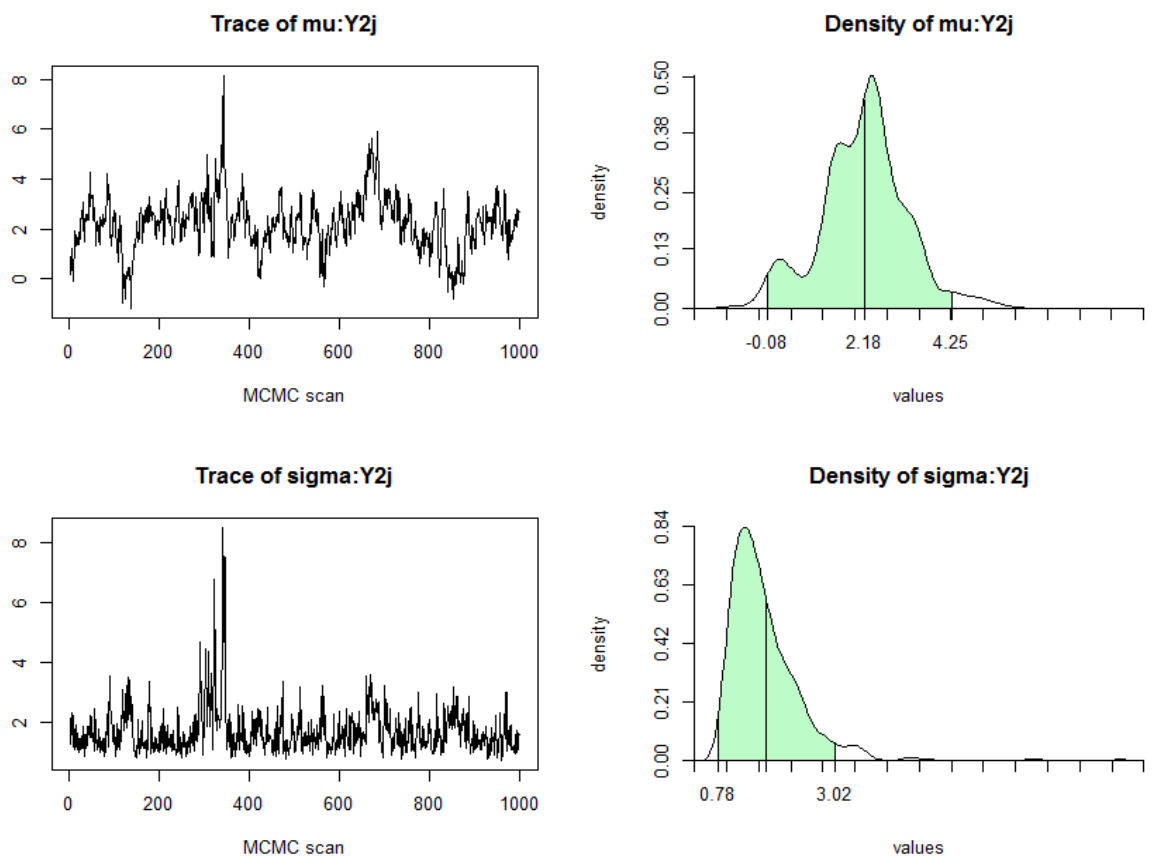 Trace of mu:Y2j
8
6
4
2
0
0 200 400 600 800 1000
MCMC scan
Density of mu:Y2j
0.50
0.38
0.25
0.13
0.00
density
-0.08 2.18 4.25
values
Trace of sigma:Y2j
8
6
4
2
0 200 400 600 800 1000
MCMC scan
Density of sigma:Y2j
0.84
0.63
0.42
0.21
0.00
density
0.78 3.02
values